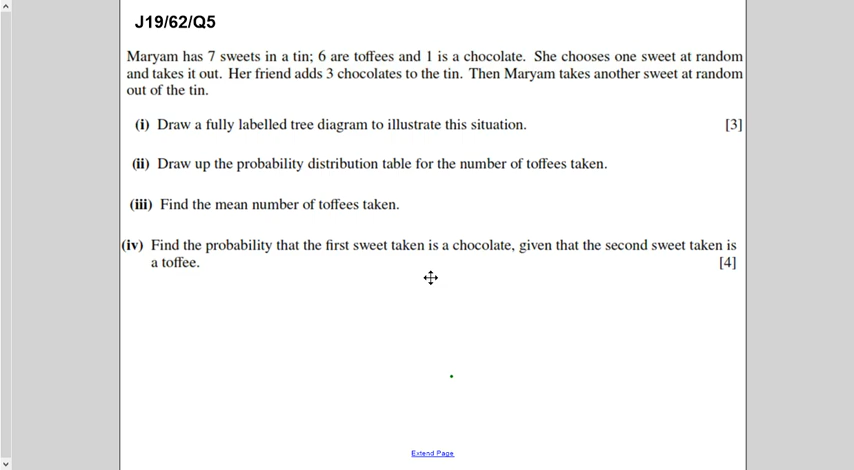 J19/62/Q5
Maryam has 7 sweets in a tin; 6 are toffees and 1 is a chocolate. She chooses one sweet at random
and takes it out. Her friend adds 3 chocolates to the tin. Then Maryam takes another sweet at random
out of the tin.
(i) Draw a fully labelled tree diagram to illustrate this situation. [3]
(ii) Draw up the probability distribution table for the number of toffees taken.
(iii) Find the mean number of toffees taken.
(iv) Find the probability that the first sweet taken is a chocolate, given that the second sweet taken is
a toffee. [4]
Extend Page